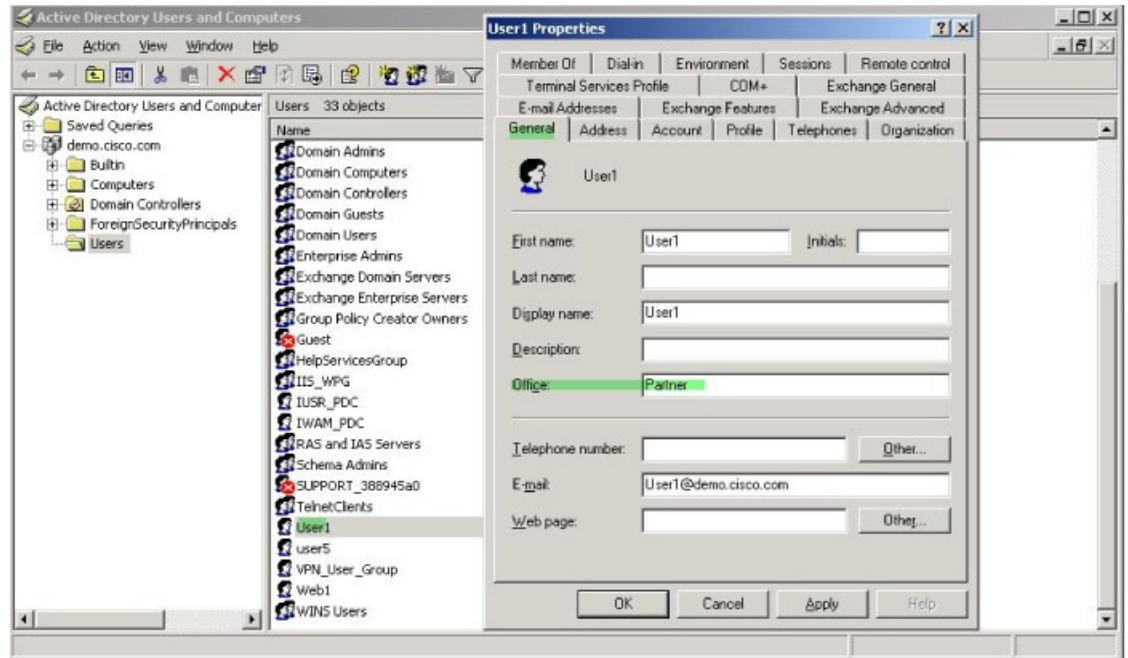 Active Directory Users and Computers
File Action View Window Help
Active Directory Users and Computer
Saved Queries
demo.cisco.com
Builtin
Computers
Domain Controllers
ForeignSecurityPrincipals
Users
Users 33 objects
Name
Domain Admins
Domain Computers
Domain Controllers
Domain Guests
Domain Users
Enterprise Admins
Exchange Domain Servers
Exchange Enterprise Servers
Group Policy Creator Owners
Guest
HelpServicesGroup
IIS_WPG
IUSR_PDC
IWAM_PDC
RAS and IAS Servers
Schema Admins
SUPPORT_388945a0
TelnetClients
User1
user5
VPN_User_Group
Web1
WINS Users
User1 Properties
Member Of Dial-in Environment Sessions Remote control
Terminal Services Profile COM+ Exchange General
E-mail Addresses Exchange Features Exchange Advanced
General Address Account Profile Telephones Organization
User1
First name: User1 Initials:
Last name:
Display name: User1
Description:
Office: Partner
Telephone number: Other...
E-mail: User1@demo.cisco.com
Web page: Other...
OK Cancel Apply Help